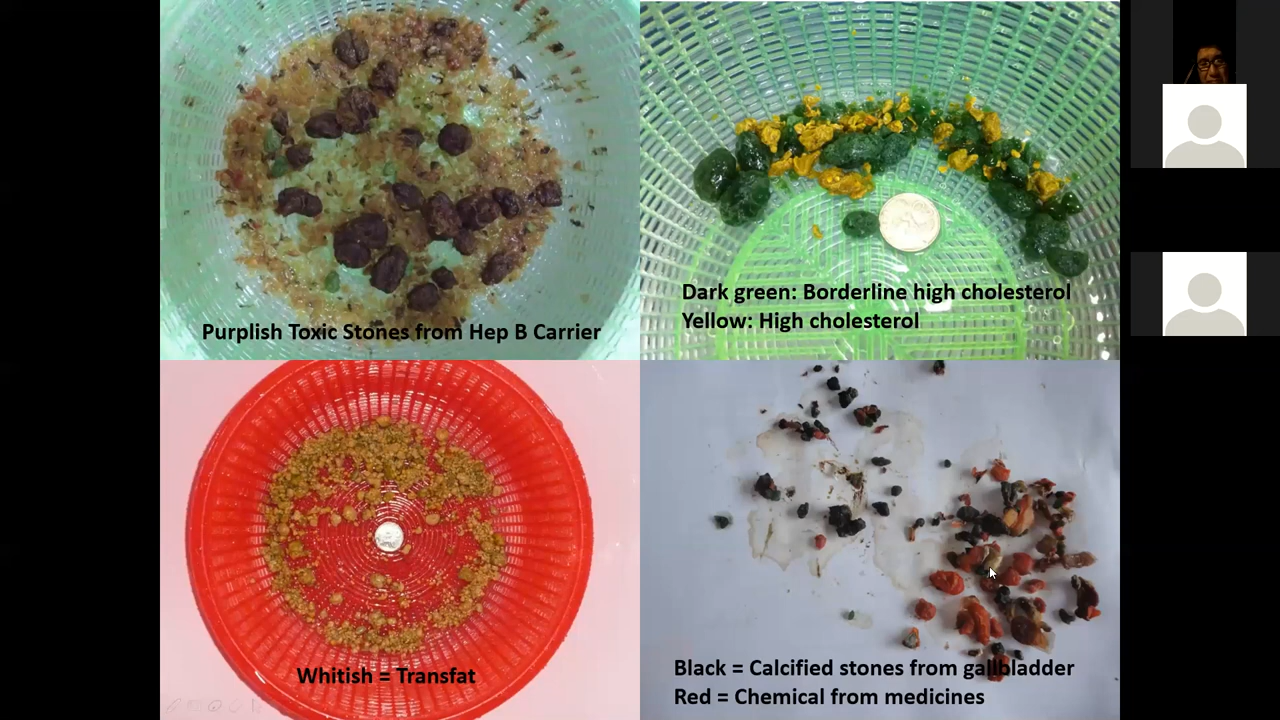 Purplish Toxic Stones from Hep B Carrier
Dark green: Borderline high cholesterol
Yellow: High cholesterol
Whitish = Transfat
Black = Calcified stones from gallbladder
Red = Chemical from medicines